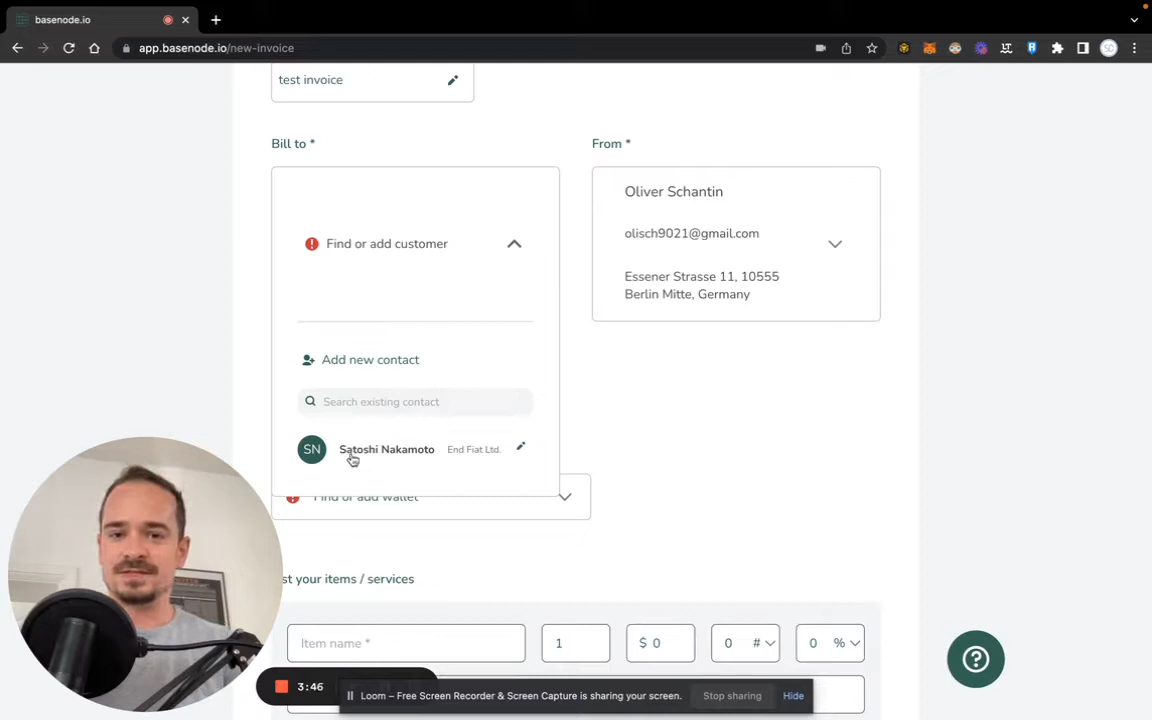 basenode.io
app.basenode.io/new-invoice
test invoice
Bill to *
From *
Find or add customer
Oliver Schantin
olisch9021@gmail.com
Essener Strasse 11, 10555
Berlin Mitte, Germany
Add new contact
Search existing contact
SN
Satoshi Nakamoto
End Fiat Ltd.
Find or add wallet
st your items / services
Item name *
1
$ 0
0 #
0 %
3:46
Loom – Free Screen Recorder & Screen Capture is sharing your screen.
Stop sharing
Hide